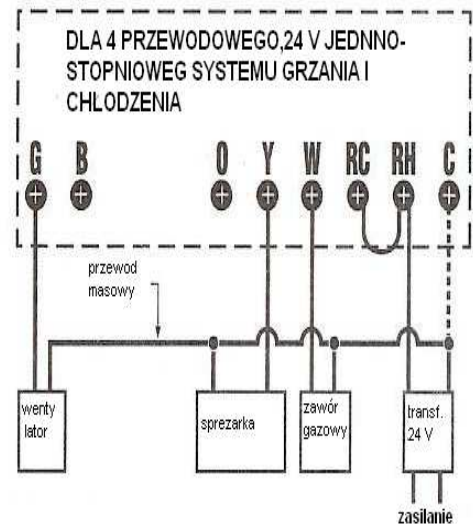 DLA 4 PRZEWODOWEGO,24 V JEDNNO-
STOPNIOWEG SYSTEMU GRZANIA I
CHLODZENIA
G B O Y W RC RH C
przewod
masowy
wenty
lator
sprezarka
zawór
gazowy
transf.
24 V
zasilanie